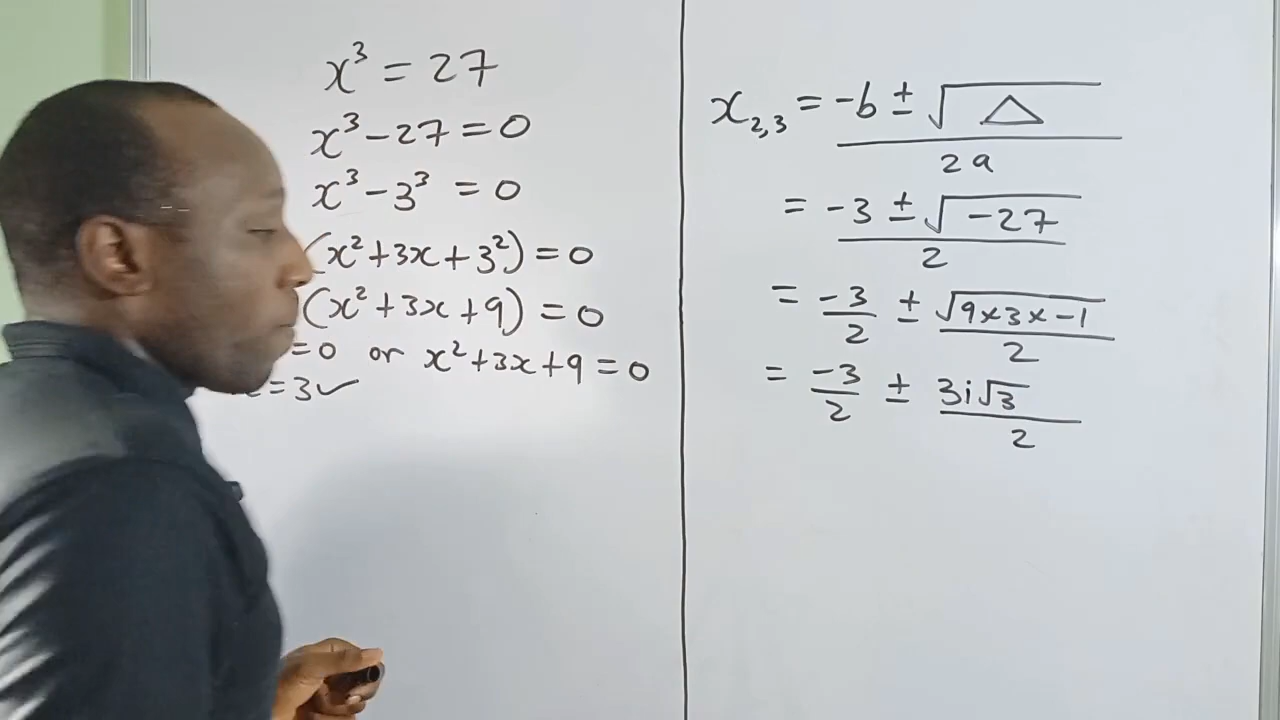 x³ = 27
x³ - 27 = 0
x³ - 3³ = 0
(x² + 3x + 3²) = 0
(x² + 3x + 9) = 0
= 0 or x² + 3x + 9 = 0
= 3 ✓
x₂,₃ = (-b ± √Δ) / 2a
= (-3 ± √-27) / 2
= -3/2 ± √(9 x 3 x -1) / 2
= -3/2 ± 3i√3 / 2